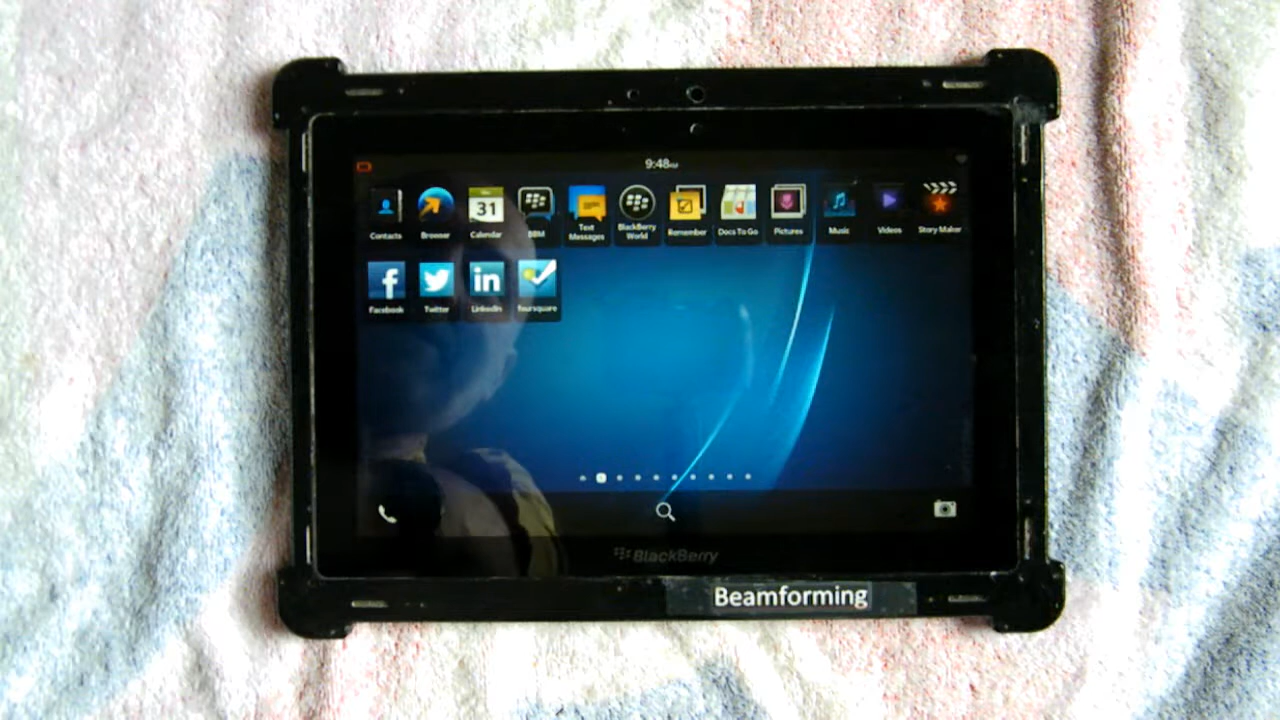 9:48AM
Contacts Browser Calendar BBM Text Messages BlackBerry World Remember Docs To Go Pictures Music Videos Story Maker
31
Facebook Twitter LinkedIn foursquare
f in
BlackBerry
Beamforming